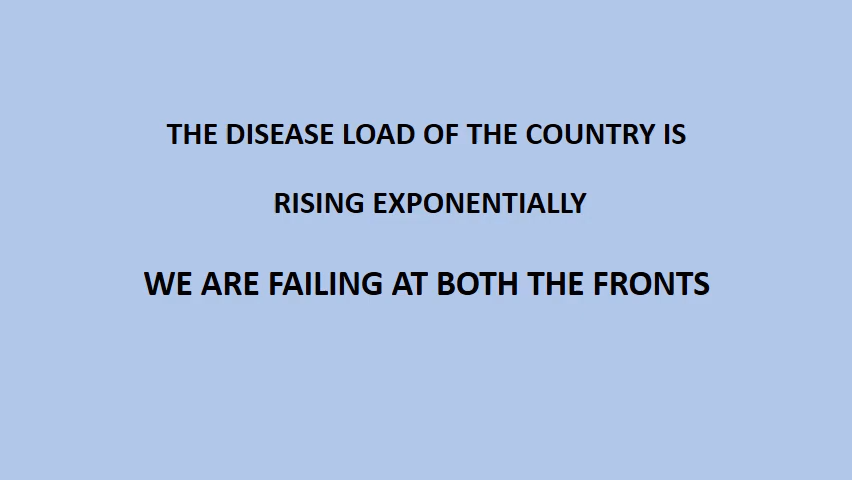 THE DISEASE LOAD OF THE COUNTRY IS
RISING EXPONENTIALLY
WE ARE FAILING AT BOTH THE FRONTS